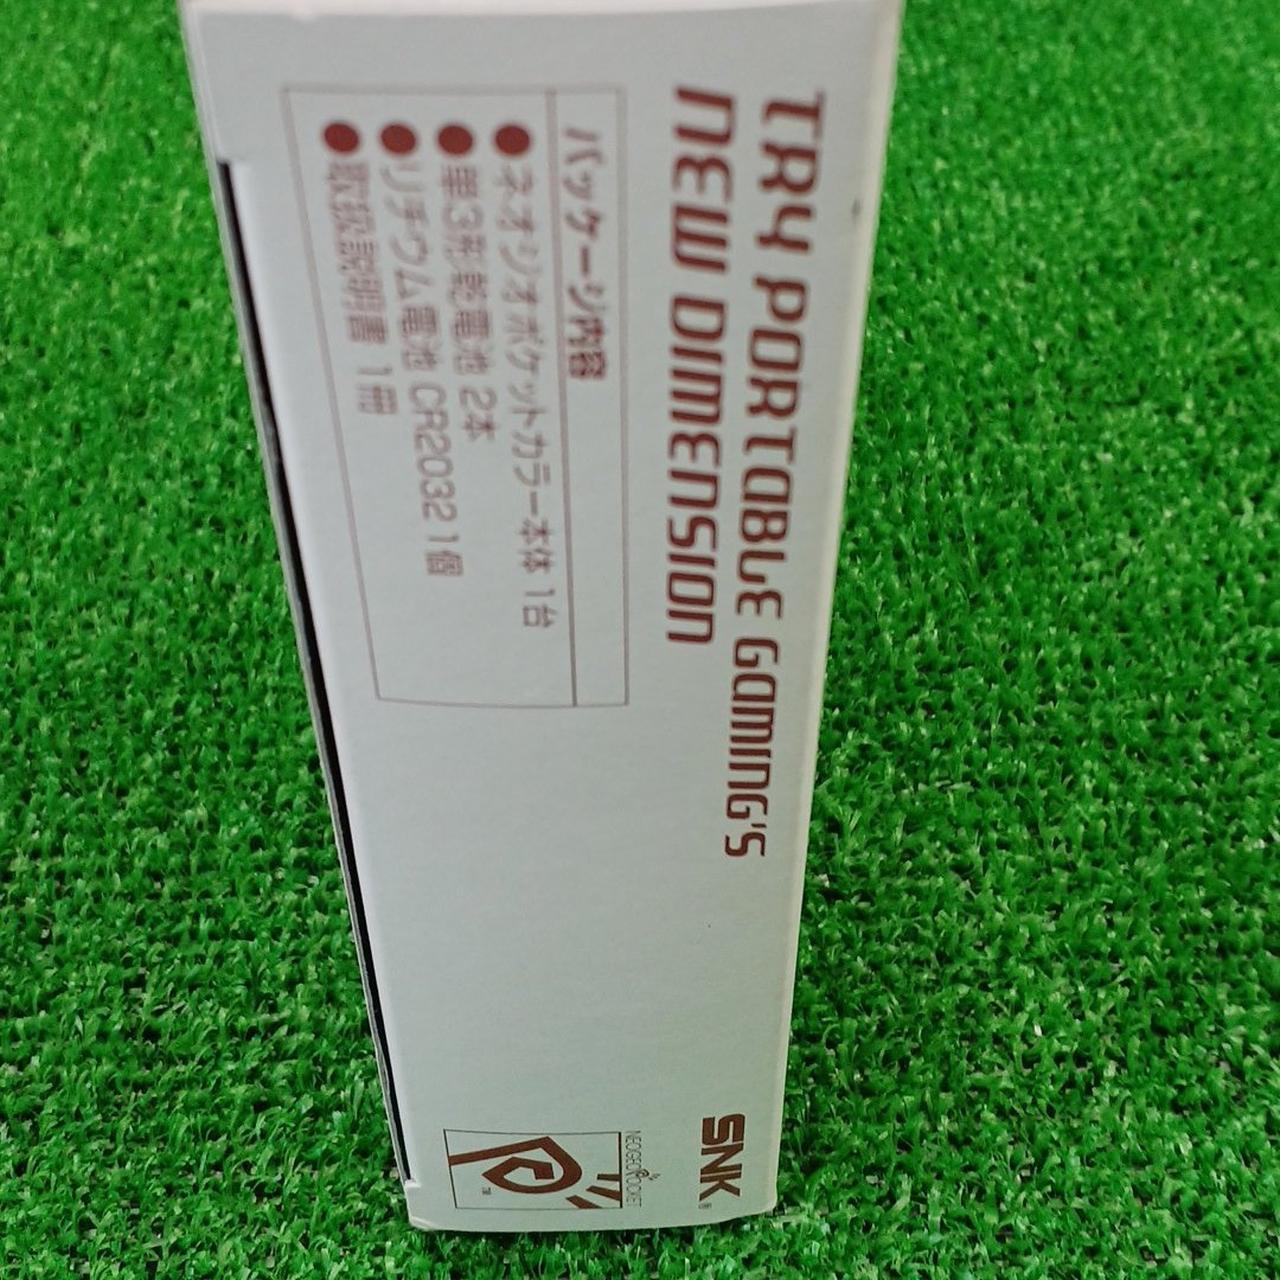 TRY PORTABLE GAMING'S
NEW DIMENSION
パッケージ内容
●ネオジオポケットカラー本体 1台
●単3形乾電池 2本
●リチウム電池 CR2032 1個
●取扱説明書 1冊
SNK®
NEOGEO POCKET
TM